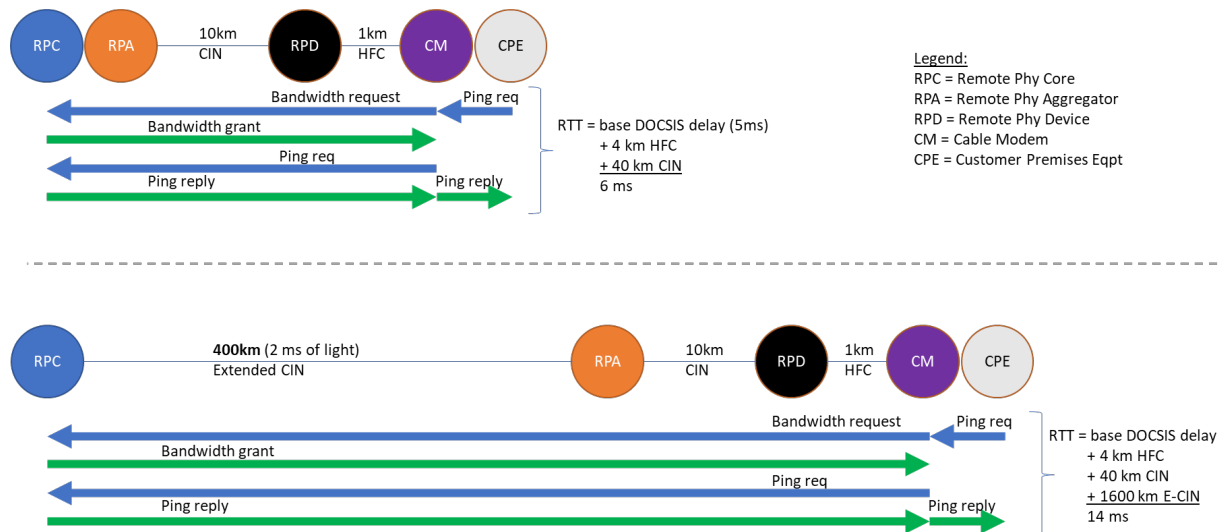 RPC
RPA
10km
CIN
RPD
1km
HFC
CM
CPE
Bandwidth request
Ping req
Bandwidth grant
Ping req
Ping reply
Ping reply
RTT = base DOCSIS delay (5ms)
+ 4 km HFC
+ 40 km CIN
6 ms
Legend:
RPC = Remote Phy Core
RPA = Remote Phy Aggregator
RPD = Remote Phy Device
CM = Cable Modem
CPE = Customer Premises Eqpt
RPC
400km (2 ms of light)
Extended CIN
RPA
10km
CIN
RPD
1km
HFC
CM
CPE
Bandwidth request
Ping req
Bandwidth grant
Ping req
Ping reply
Ping reply
RTT = base DOCSIS delay
+ 4 km HFC
+ 40 km CIN
+ 1600 km E-CIN
14 ms